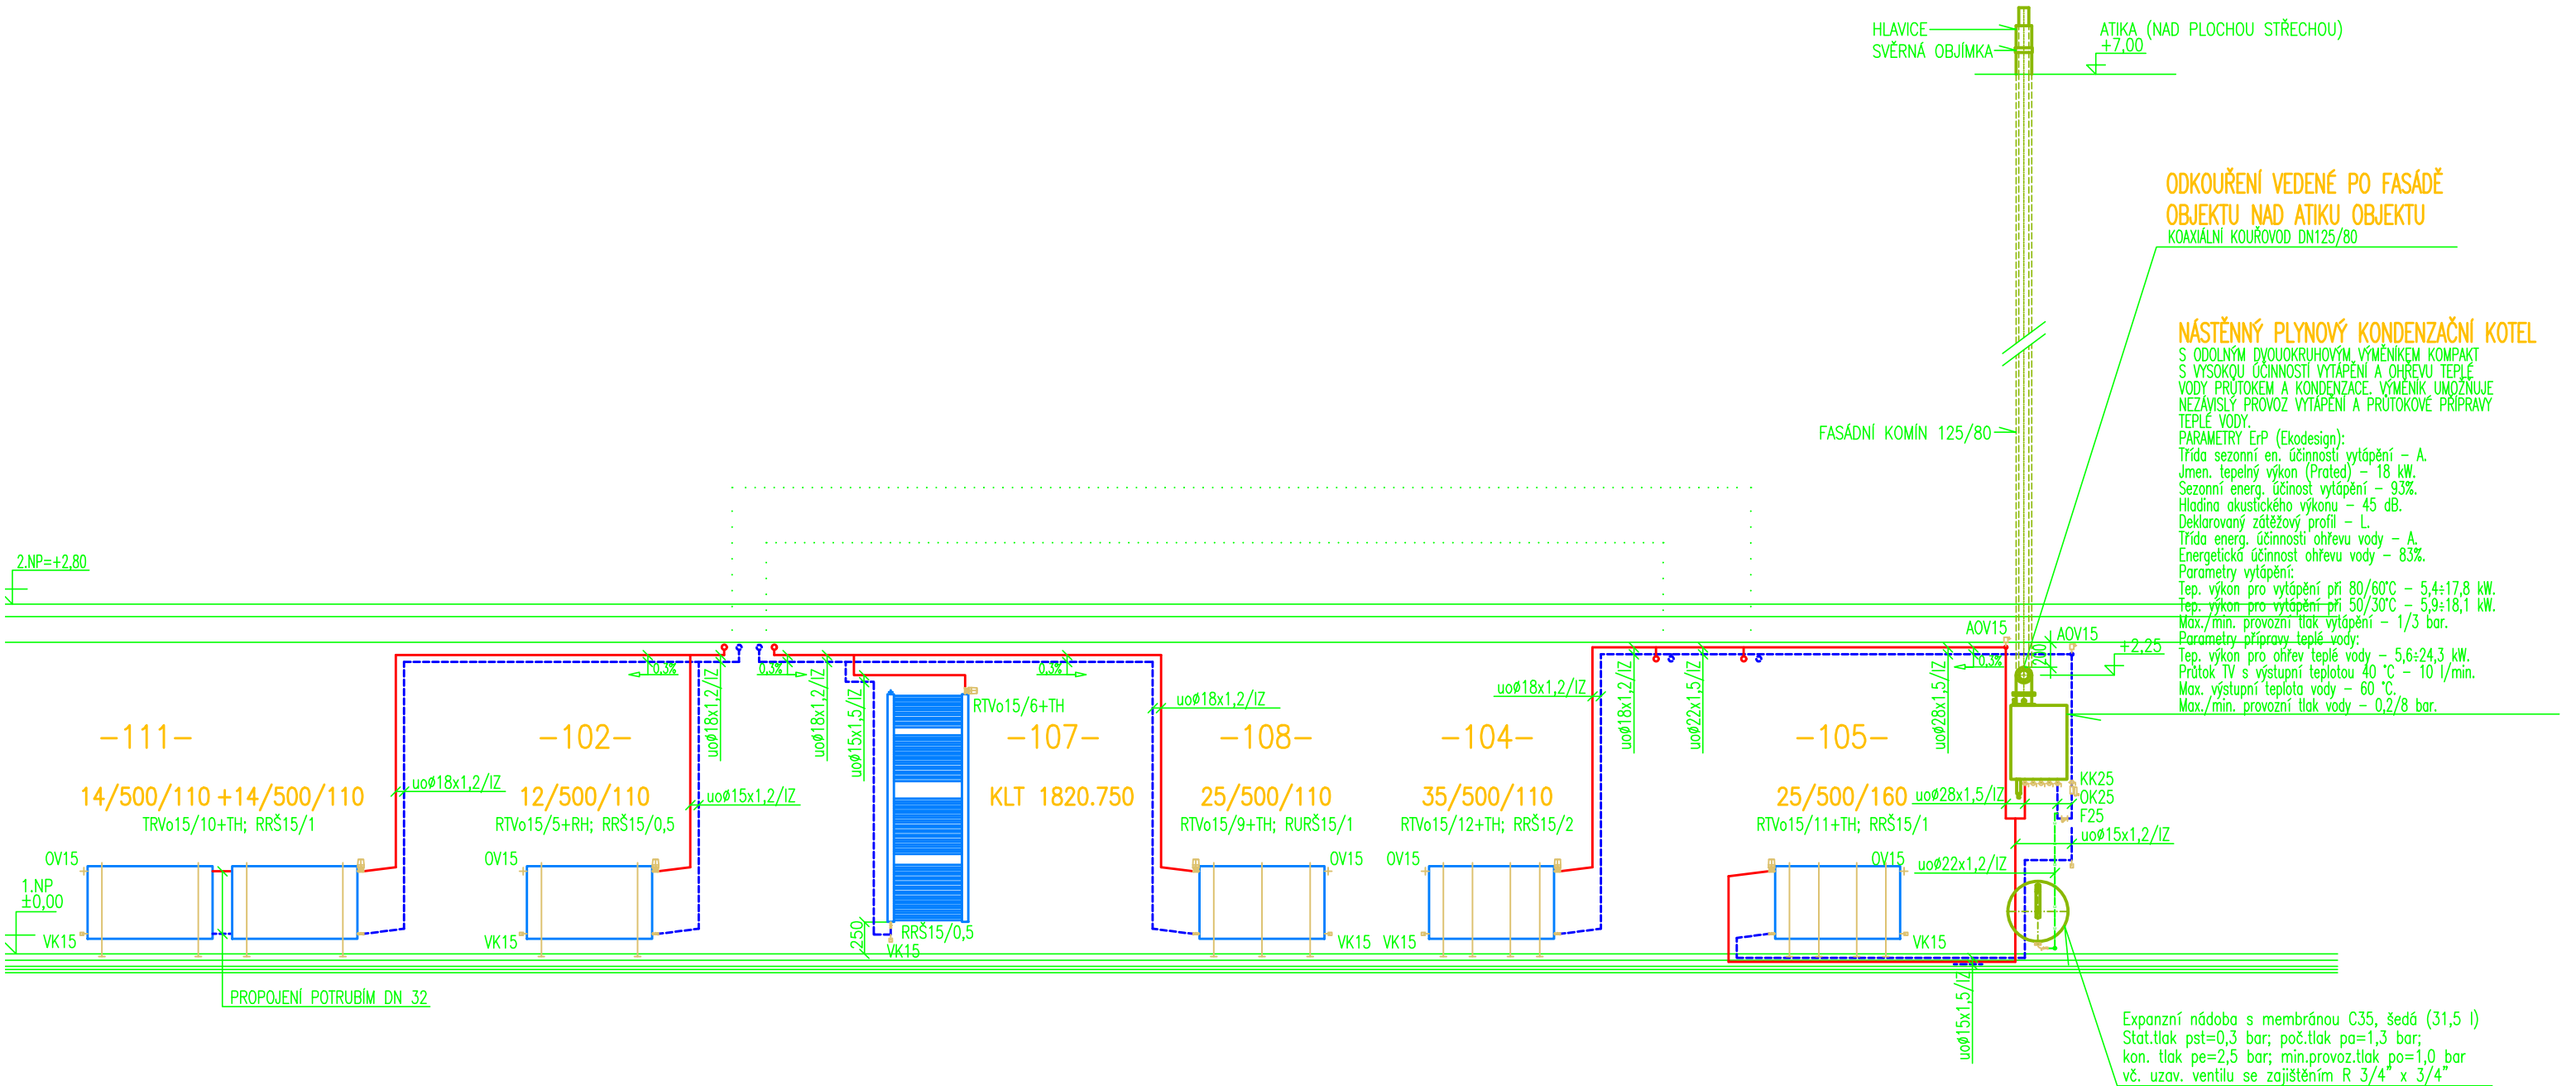 HLAVICE
SVĚRNÁ OBJÍMKA
ATIKA (NAD PLOCHOU STŘECHOU)
+7,00
ODKOUŘENÍ VEDENÉ PO FASÁDĚ
OBJEKTU NAD ATIKU OBJEKTU
KOAXIÁLNÍ KOUŘOVOD DN125/80
NÁSTĚNNÝ PLYNOVÝ KONDENZAČNÍ KOTEL
S ODOLNÝM DVOUOKRUHOVÝM VÝMĚNÍKEM KOMPAKT
S VYSOKOU ÚČINNOSTÍ VYTÁPĚNÍ A OHŘEVU TEPLÉ
VODY PRŮTOKEM A KONDENZACE. VÝMĚNÍK UMOŽŇUJE
NEZÁVISLÝ PROVOZ VYTÁPĚNÍ A PRŮTOKOVÉ PŘÍPRAVY
TEPLÉ VODY.
PARAMETRY ErP (Ekodesign):
Třída sezonní en. účinnosti vytápění – A.
Jmen. tepelný výkon (Prated) – 18 kW.
Sezonní energ. účinost vytápění – 93%.
Hladina akustického výkonu – 45 dB.
Deklarovaný zátěžový profil – L.
Třída energ. účinnosti ohřevu vody – A.
Energetická účinnost ohřevu vody – 83%.
Parametry vytápění:
Tep. výkon pro vytápění při 80/60°C – 5,4÷17,8 kW.
Tep. výkon pro vytápění při 50/30°C – 5,9÷18,1 kW.
Max./min. provozní tlak vytápění – 1/3 bar.
Parametry přípravy teplé vody:
Tep. výkon pro ohřev teplé vody – 5,6÷24,3 kW.
Průtok TV s výstupní teplotou 40 °C – 10 l/min.
Max. výstupní teplota vody – 60 °C.
Max./min. provozní tlak vody – 0,2/8 bar.
FASÁDNÍ KOMÍN 125/80
2.NP=+2,80
AOV15
AOV15
200
+2,25
0,3%
0,3%
0,3%
0,3%
uoø18x1,2/IZ
uoø18x1,2/IZ
uoø15x1,5/IZ
uoø18x1,2/IZ
uoø22x1,5/IZ
uoø28x1,5/IZ
RTVo15/6+TH
uoø18x1,2/IZ
uoø18x1,2/IZ
-111-
-102-
-107-
-108-
-104-
-105-
uoø18x1,2/IZ
uoø15x1,2/IZ
14/500/110 +14/500/110
12/500/110
KLT 1820.750
25/500/110
35/500/110
25/500/160
uoø28x1,5/IZ
KK25
OK25
F25
TRVo15/10+TH; RRŠ15/1
RTVo15/5+RH; RRŠ15/0,5
RTVo15/9+TH; RURŠ15/1
RTVo15/12+TH; RRŠ15/2
RTVo15/11+TH; RRŠ15/1
uoø15x1,2/IZ
OV15
OV15
OV15
OV15
OV15
uoø22x1,2/IZ
1.NP
±0,00
VK15
VK15
250
RRŠ15/0,5
VK15
VK15
VK15
VK15
PROPOJENÍ POTRUBÍM DN 32
uoø15x1,5/IZ
Expanzní nádoba s membránou C35, šedá (31,5 l)
Stat.tlak pst=0,3 bar; poč.tlak pa=1,3 bar;
kon. tlak pe=2,5 bar; min.provoz.tlak po=1,0 bar
vč. uzav. ventilu se zajištěním R 3/4" x 3/4"